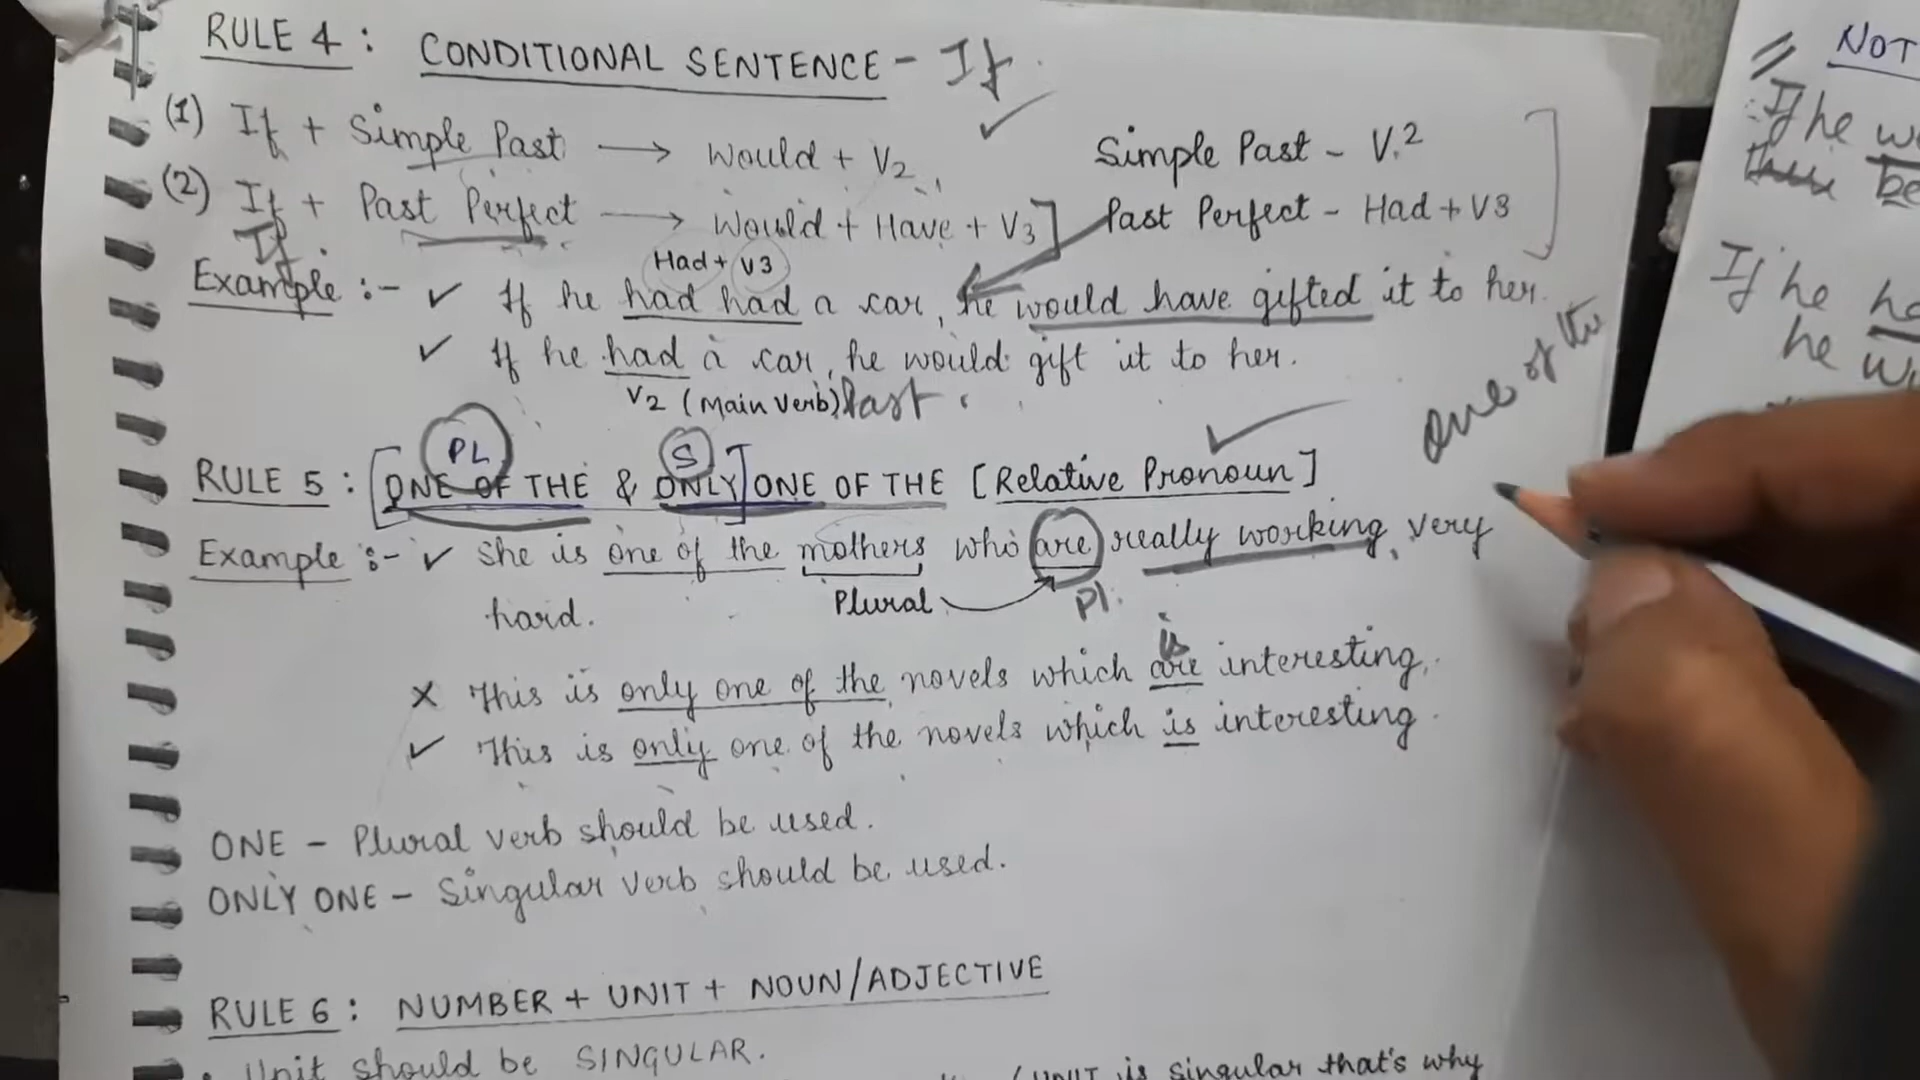 RULE 4 : CONDITIONAL SENTENCE - If
NOT
(1) If + Simple Past → Would + V2
Simple Past - V.2
(2) If + Past Perfect → Would + Have + V3]
Past Perfect - Had + V3
If
Had + V3
Example :- ✓ If he had had a car, he would have gifted it to her.
✓ If he had a car, he would gift it to her.
V2 (Main Verb) Past
one of the
PL S
RULE 5 : [ONE OF THE & ONLY] ONE OF THE [Relative Pronoun]
Example :- ✓ She is one of the mothers who are really working very
hard.
Plural Pl.
is
X This is only one of the novels which are interesting.
✓ This is only one of the novels which is interesting.
ONE - Plural verb should be used.
ONLY ONE - Singular verb should be used.
RULE 6 : NUMBER + UNIT + NOUN/ADJECTIVE
• Unit should be SINGULAR.
(UNIT is singular that's why
If he
be
If he
he